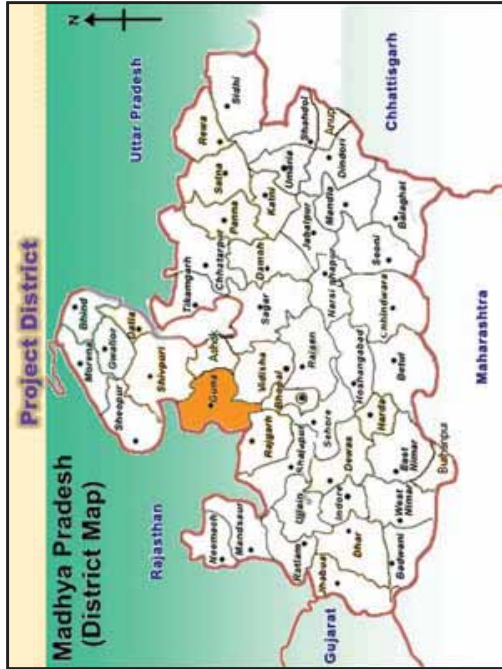 Project District
Madhya Pradesh
(District Map)
N
Uttar Pradesh
Rajasthan
Gujarat
Maharashtra
Chhattisgarh
Morena
Bhind
Gwalior
Datia
Sheopur
Shivpuri
Tikamgarh
Chhatarpur
Panna
Satna
Rewa
Sidhi
Guna
Ashok
Neemach
Mandsaur
Rajgarh
Vidisha
Sagar
Damoh
Katni
Umaria
Shahdol
Anup
Ratlam
Ujjain
Shajapur
Bhopal
Raisen
Sehore
Narsinghpur
Jabalpur
Mandla
Dindori
Jhabua
Dhar
Indore
Dewas
Harda
Hoshangabad
Chhindwara
Seoni
Balaghat
Badwani
West
Nimar
East
Nimar
Betul